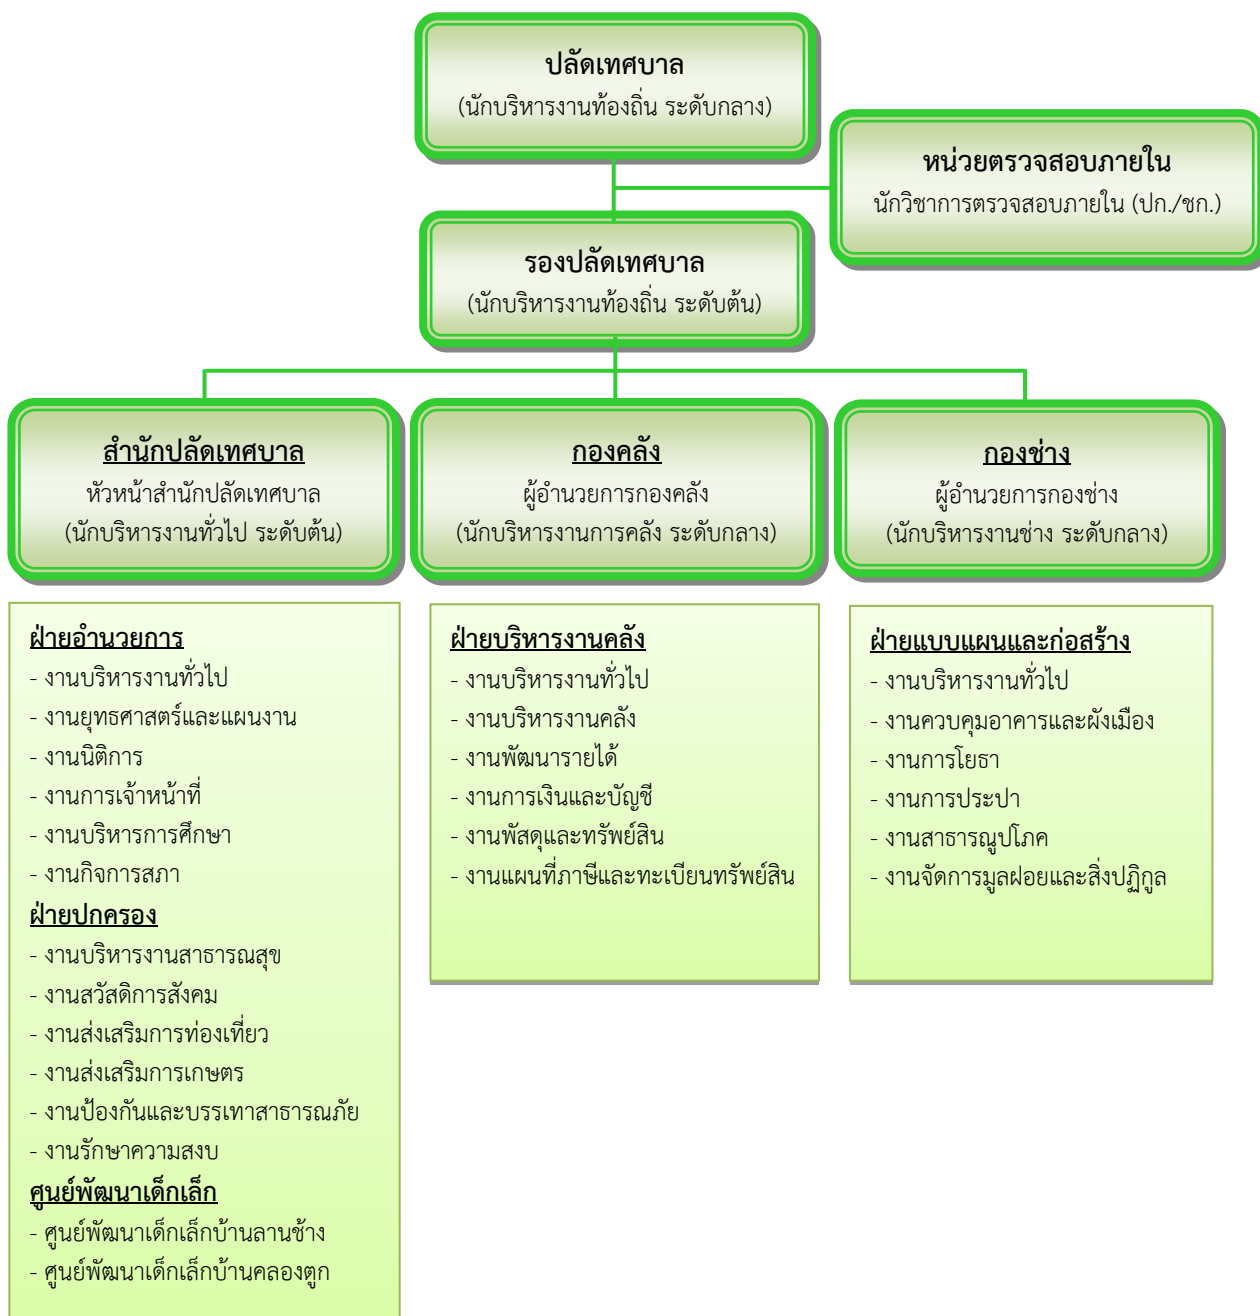 ปลัดเทศบาล
(นักบริหารงานท้องถิ่น ระดับกลาง)
หน่วยตรวจสอบภายใน
นักวิชาการตรวจสอบภายใน (ปก./ชก.)
รองปลัดเทศบาล
(นักบริหารงานท้องถิ่น ระดับต้น)
สำนักปลัดเทศบาล
หัวหน้าสำนักปลัดเทศบาล
(นักบริหารงานทั่วไป ระดับต้น)
กองคลัง
ผู้อำนวยการกองคลัง
(นักบริหารงานการคลัง ระดับกลาง)
กองช่าง
ผู้อำนวยการกองช่าง
(นักบริหารงานช่าง ระดับกลาง)
ฝ่ายอำนวยการ
- งานบริหารงานทั่วไป
- งานยุทธศาสตร์และแผนงาน
- งานนิติการ
- งานการเจ้าหน้าที่
- งานบริหารการศึกษา
- งานกิจการสภา
ฝ่ายปกครอง
- งานบริหารงานสาธารณสุข
- งานสวัสดิการสังคม
- งานส่งเสริมการท่องเที่ยว
- งานส่งเสริมการเกษตร
- งานป้องกันและบรรเทาสาธารณภัย
- งานรักษาความสงบ
ศูนย์พัฒนาเด็กเล็ก
- ศูนย์พัฒนาเด็กเล็กบ้านลานช้าง
- ศูนย์พัฒนาเด็กเล็กบ้านคลองตูก
ฝ่ายบริหารงานคลัง
- งานบริหารงานทั่วไป
- งานบริหารงานคลัง
- งานพัฒนารายได้
- งานการเงินและบัญชี
- งานพัสดุและทรัพย์สิน
- งานแผนที่ภาษีและทะเบียนทรัพย์สิน
ฝ่ายแบบแผนและก่อสร้าง
- งานบริหารงานทั่วไป
- งานควบคุมอาคารและผังเมือง
- งานการโยธา
- งานการประปา
- งานสาธารณูปโภค
- งานจัดการมูลฝอยและสิ่งปฏิกูล